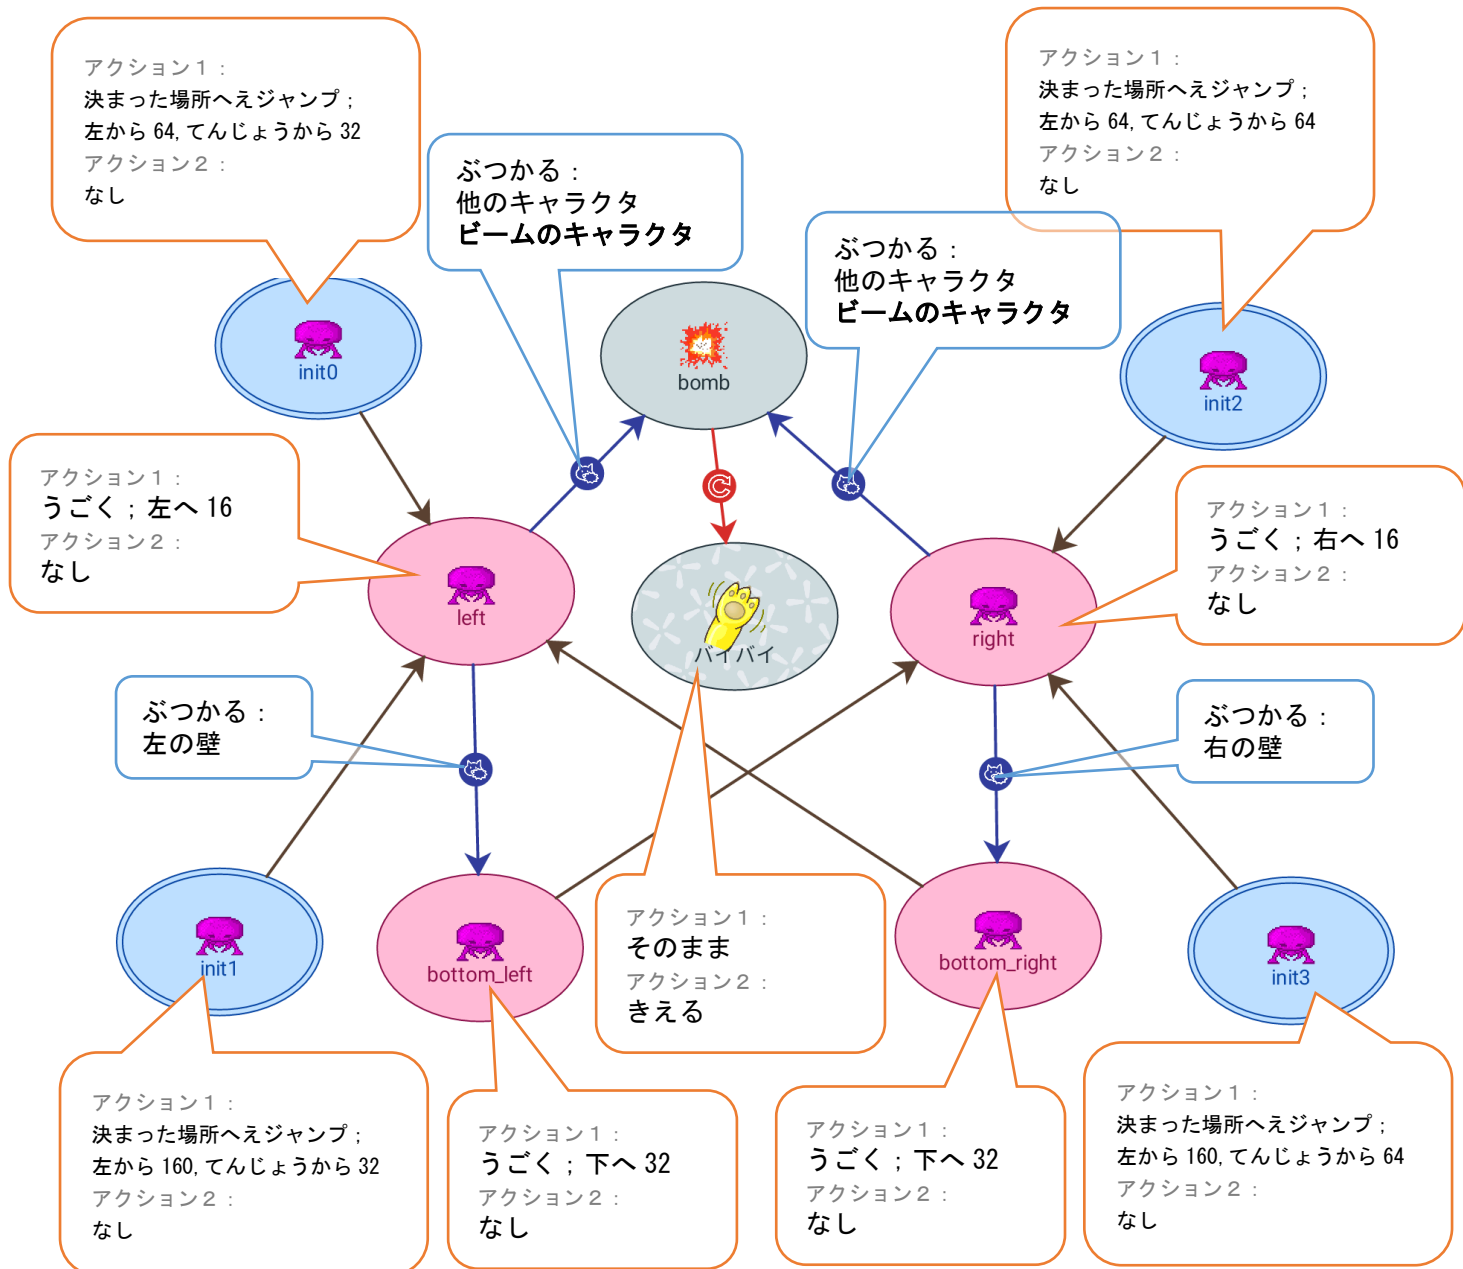 アクション１：
決まった場所へえジャンプ；
左から 64, てんじょうから 32
アクション２：
なし
アクション１：
決まった場所へえジャンプ；
左から 64, てんじょうから 64
アクション２：
なし
ぶつかる：
他のキャラクタ
ビームのキャラクタ
ぶつかる：
他のキャラクタ
ビームのキャラクタ
init0
bomb
init2
アクション１：
うごく；左へ 16
アクション２：
なし
left
バイバイ
right
アクション１：
うごく；右へ 16
アクション２：
なし
ぶつかる：
左の壁
ぶつかる：
右の壁
init1
bottom_left
アクション１：
そのまま
アクション２：
きえる
bottom_right
init3
アクション１：
決まった場所へえジャンプ；
左から 160, てんじょうから 32
アクション２：
なし
アクション１：
うごく；下へ 32
アクション２：
なし
アクション１：
うごく；下へ 32
アクション２：
なし
アクション１：
決まった場所へえジャンプ；
左から 160, てんじょうから 64
アクション２：
なし